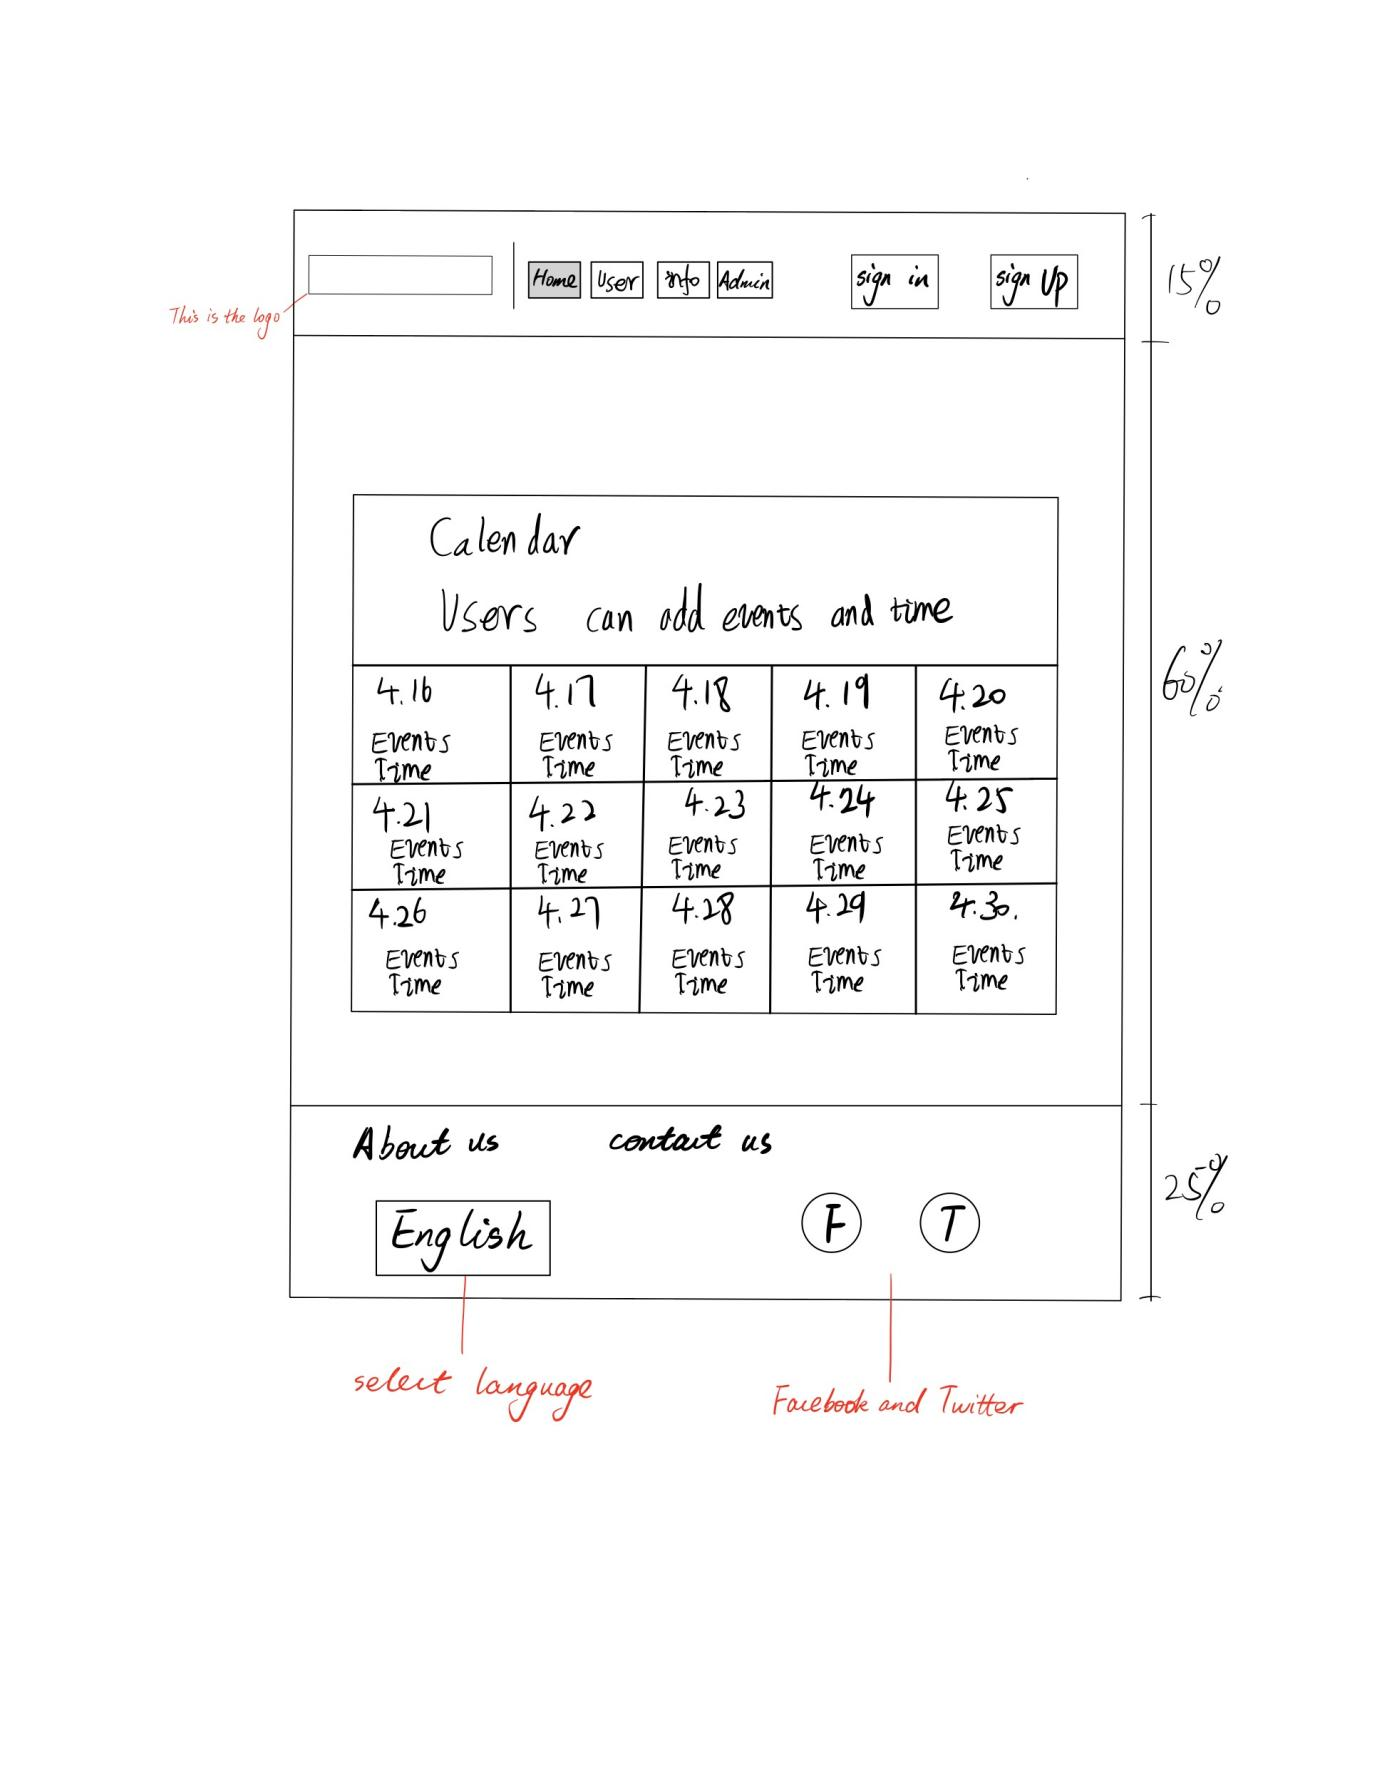 Home User info Admin sign in sign Up
15%
This is the logo
Calendar
Users can add events and time
60%
4.16 4.17 4.18 4.19 4.20
Events Events Events Events Events
Time Time Time Time Time
4.21 4.22 4.23 4.24 4.25
Events Events Events Events Events
Time Time Time Time Time
4.26 4.27 4.28 4.29 4.30.
Events Events Events Events Events
Time Time Time Time Time
About us contact us
25%
English F T
select language
Facebook and Twitter